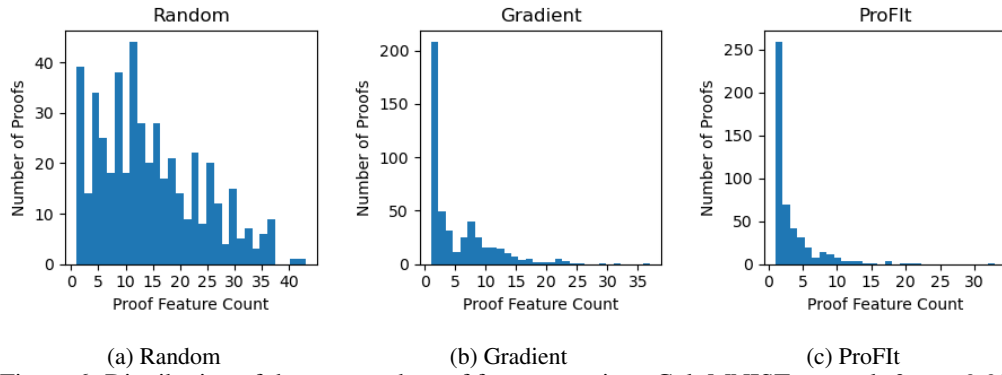 Random
Number of Proofs
40
30
20
10
0
0 5 10 15 20 25 30 35 40
Proof Feature Count
(a) Random
Gradient
Number of Proofs
200
150
100
50
0
0 5 10 15 20 25 30 35
Proof Feature Count
(b) Gradient
ProFIt
Number of Proofs
250
200
150
100
50
0
0 5 10 15 20 25 30
Proof Feature Count
(c) ProFIt